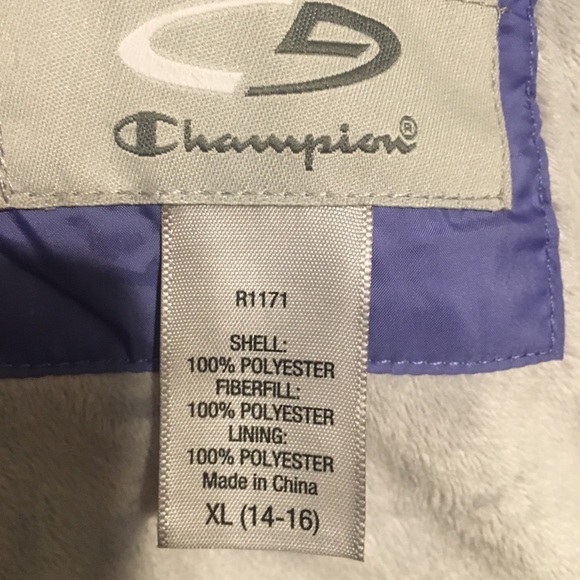 Champion®
R1171
SHELL:
100% POLYESTER
FIBERFILL:
100% POLYESTER
LINING:
100% POLYESTER
Made in China
XL (14-16)